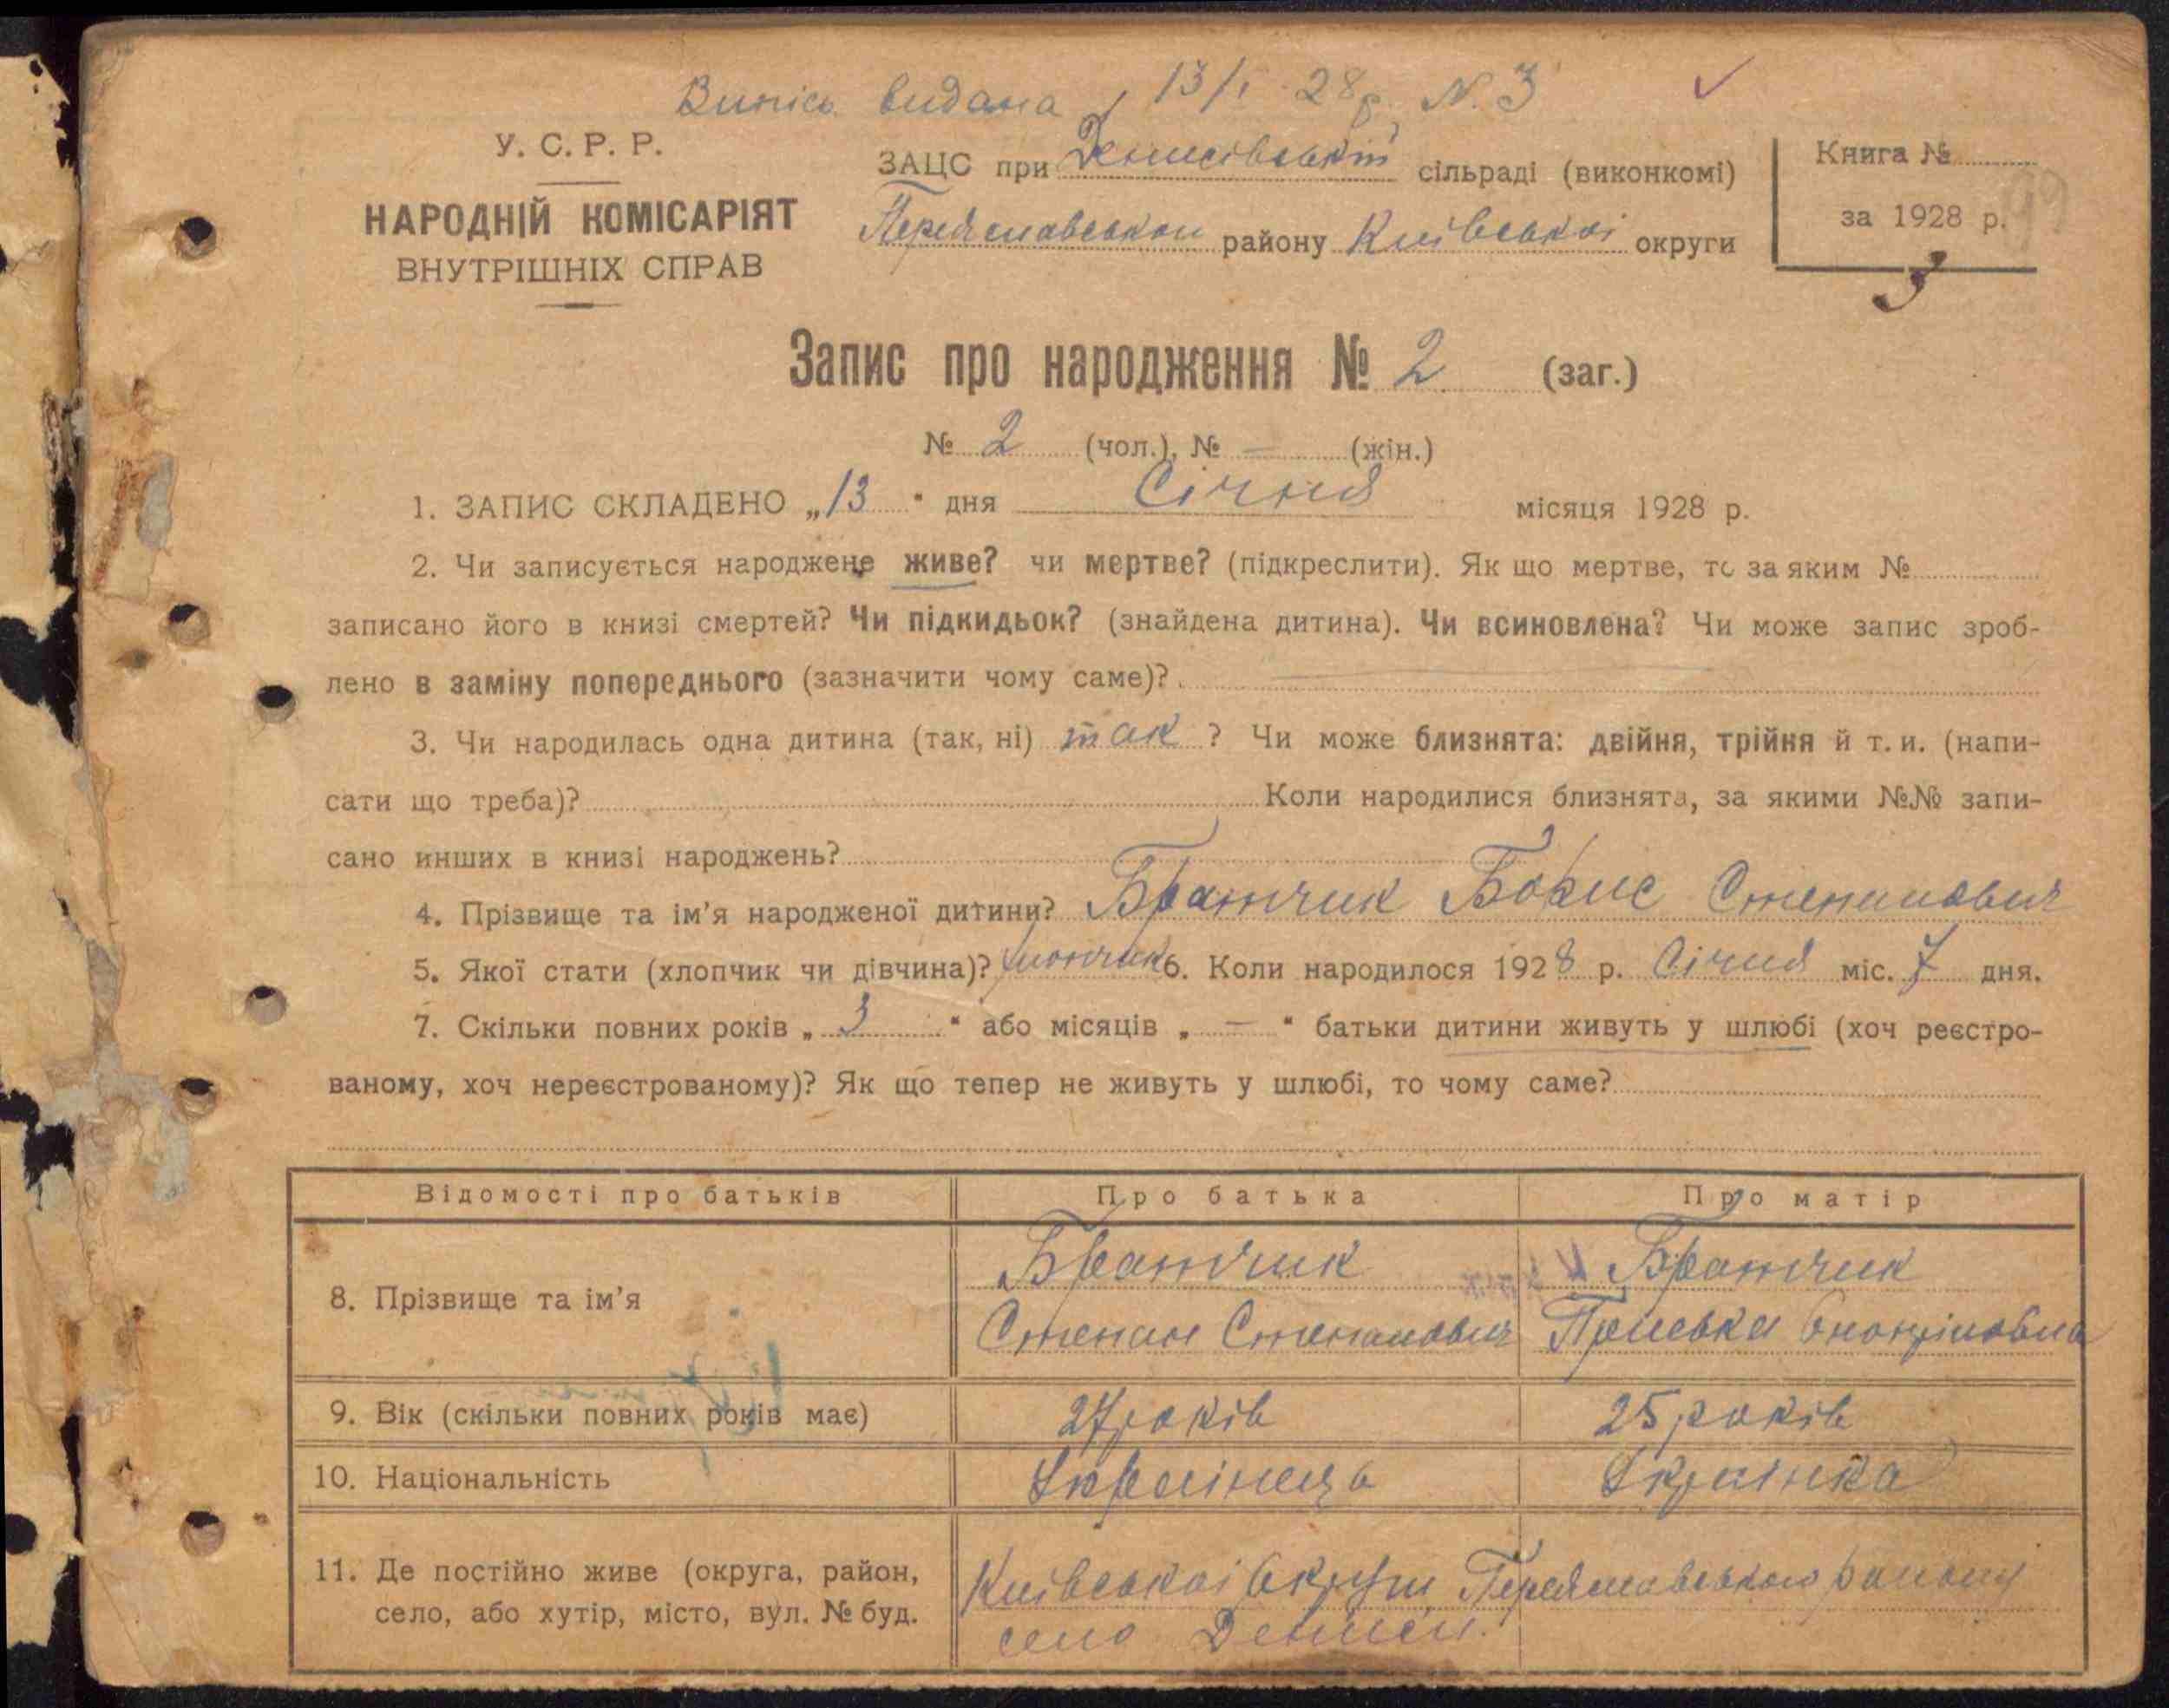 Випись видана 13/I 28р. N. 3
У. С. Р. Р.
НАРОДНІЙ КОМІСАРІЯТ
ВНУТРІШНІХ СПРАВ
ЗАЦС при Денисівській сільраді (виконкомі)
Переяславського району Київської округи
Книга №
за 1928 р.
3
Запис про народження № 2 (заг.)
№ 2 (чол.), № — (жін.)
1. ЗАПИС СКЛАДЕНО „13" дня Січня місяця 1928 р.
2. Чи записується народжене живе? чи мертве? (підкреслити). Як що мертве, то за яким №
записано його в книзі смертей? Чи підкидьок? (знайдена дитина). Чи всиновлена? Чи може запис зроб-
лено в заміну попереднього (зазначити чому саме)?
3. Чи народилась одна дитина (так, ні) так ? Чи може близнята: двійня, трійня й т. и. (напи-
сати що треба)? Коли народилися близнята, за якими №№ запи-
сано инших в книзі народжень?
4. Прізвище та ім'я народженої дитини? Бранчик Борис Степанович
5. Якої стати (хлопчик чи дівчина)? хлопчик 6. Коли народилося 1928 р. Січня міс. 7 дня.
7. Скільки повних років „ 3 " або місяців „ — " батьки дитини живуть у шлюбі (хоч реєстро-
ваному, хоч нереєстрованому)? Як що тепер не живуть у шлюбі, то чому саме?
Відомості про батьків Про батька Про матір
8. Прізвище та ім'я Бранчик Бранчик
Степан Степанович
9. Вік (скільки повних років має) 27 років 25 років
10. Національність Українець Українка
11. Де постійно живе (округа, район, Київської Округи, Переяславського району
село, або хутір, місто, вул. № буд. село Дениси.